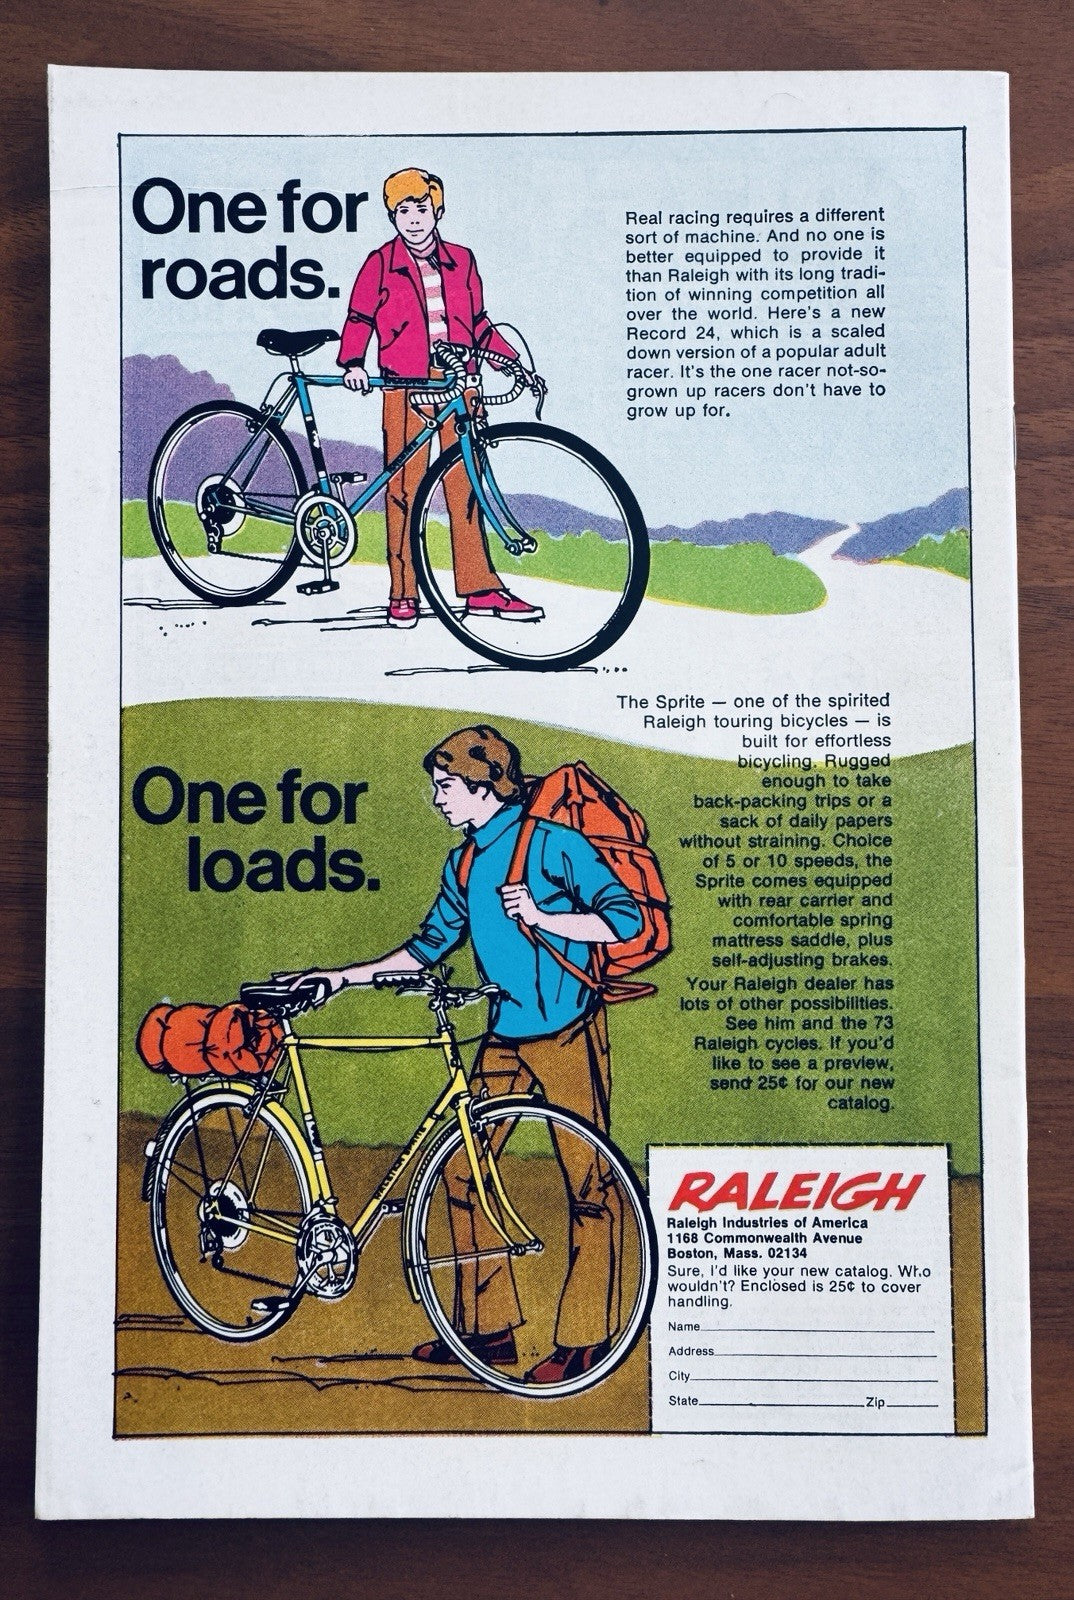 One for
roads.
Real racing requires a different
sort of machine. And no one is
better equipped to provide it
than Raleigh with its long tradi-
tion of winning competition all
over the world. Here's a new
Record 24, which is a scaled
down version of a popular adult
racer. It's the one racer not-so-
grown up racers don't have to
grow up for.
The Sprite — one of the spirited
Raleigh touring bicycles — is
built for effortless
bicycling. Rugged
enough to take
back-packing trips or a
sack of daily papers
without straining. Choice
of 5 or 10 speeds, the
Sprite comes equipped
with rear carrier and
comfortable spring
mattress saddle, plus
self-adjusting brakes.
One for
loads.
Your Raleigh dealer has
lots of other possibilities.
See him and the 73
Raleigh cycles. If you'd
like to see a preview,
send 25¢ for our new
catalog.
RALEIGH
Raleigh Industries of America
1168 Commonwealth Avenue
Boston, Mass. 02134
Sure, I'd like your new catalog. Who
wouldn't? Enclosed is 25¢ to cover
handling.
Name
Address
City
State Zip